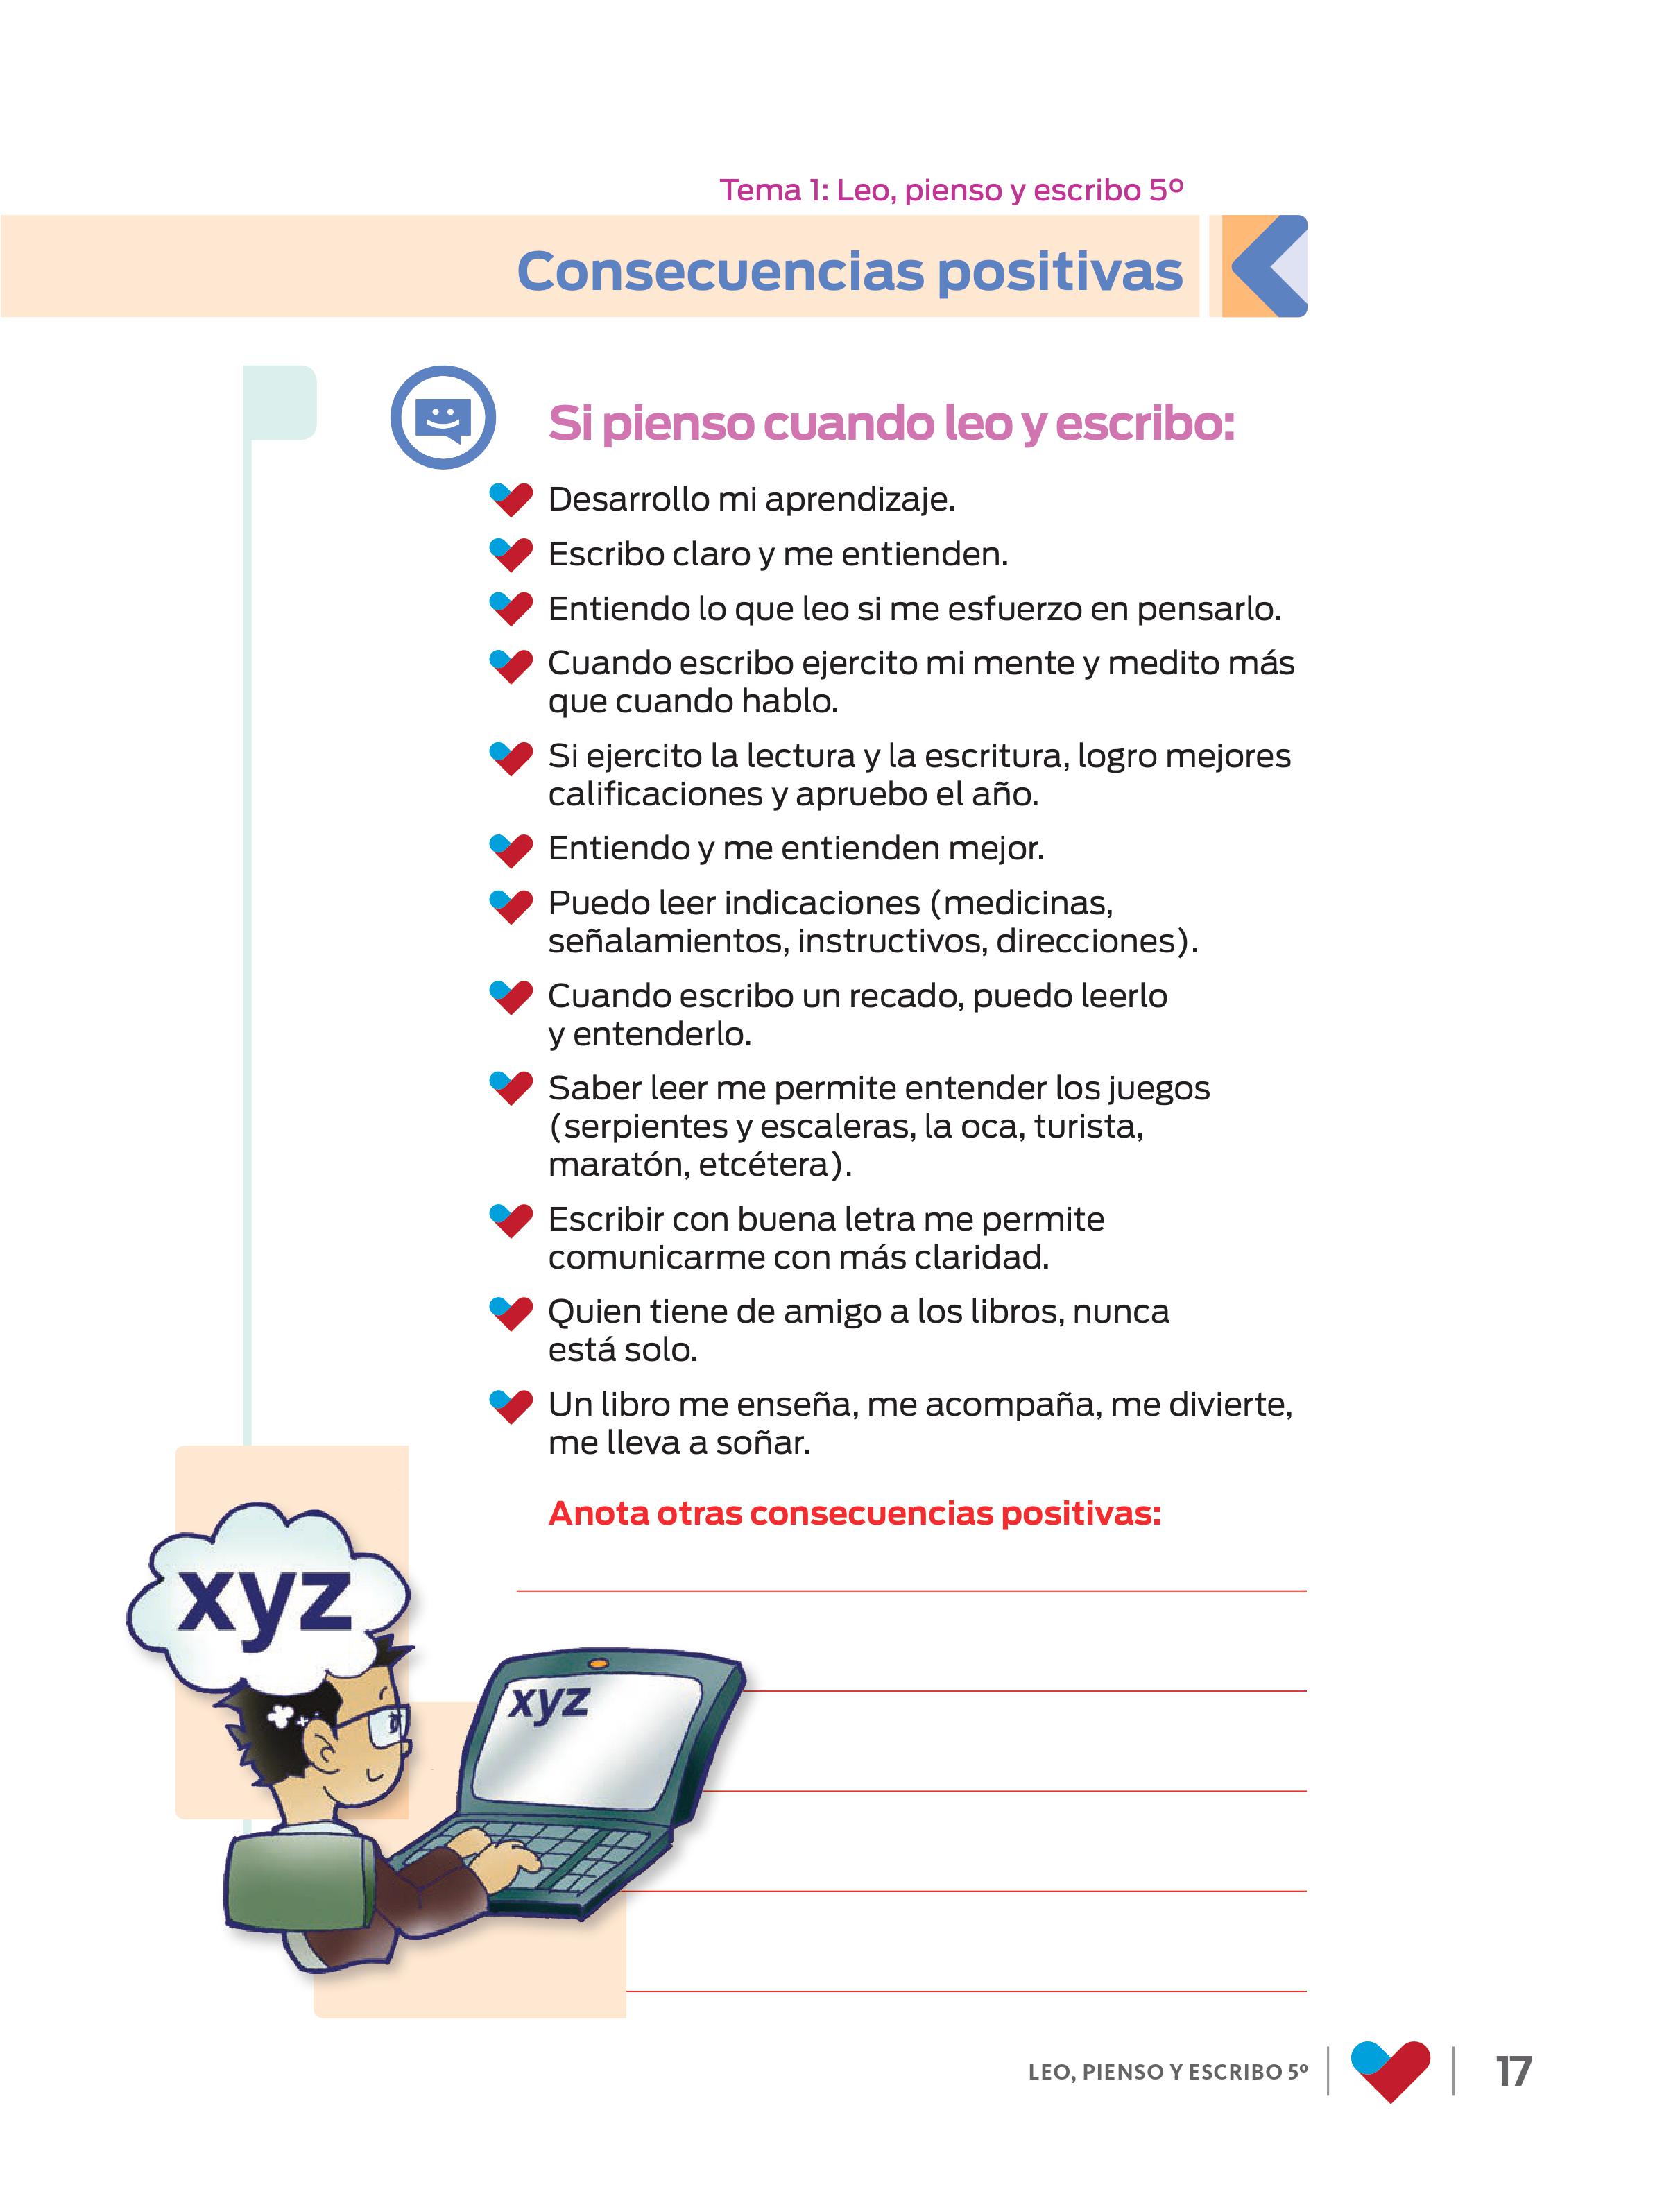 Tema 1: Leo, pienso y escribo 5º
Consecuencias positivas
Si pienso cuando leo y escribo:
Desarrollo mi aprendizaje.
Escribo claro y me entienden.
Entiendo lo que leo si me esfuerzo en pensarlo.
Cuando escribo ejercito mi mente y medito más
que cuando hablo.
Si ejercito la lectura y la escritura, logro mejores
calificaciones y apruebo el año.
Entiendo y me entienden mejor.
Puedo leer indicaciones (medicinas,
señalamientos, instructivos, direcciones).
Cuando escribo un recado, puedo leerlo
y entenderlo.
Saber leer me permite entender los juegos
(serpientes y escaleras, la oca, turista,
maratón, etcétera).
Escribir con buena letra me permite
comunicarme con más claridad.
Quien tiene de amigo a los libros, nunca
está solo.
Un libro me enseña, me acompaña, me divierte,
me lleva a soñar.
Anota otras consecuencias positivas:
xyz
xyz
LEO, PIENSO Y ESCRIBO 5º
17